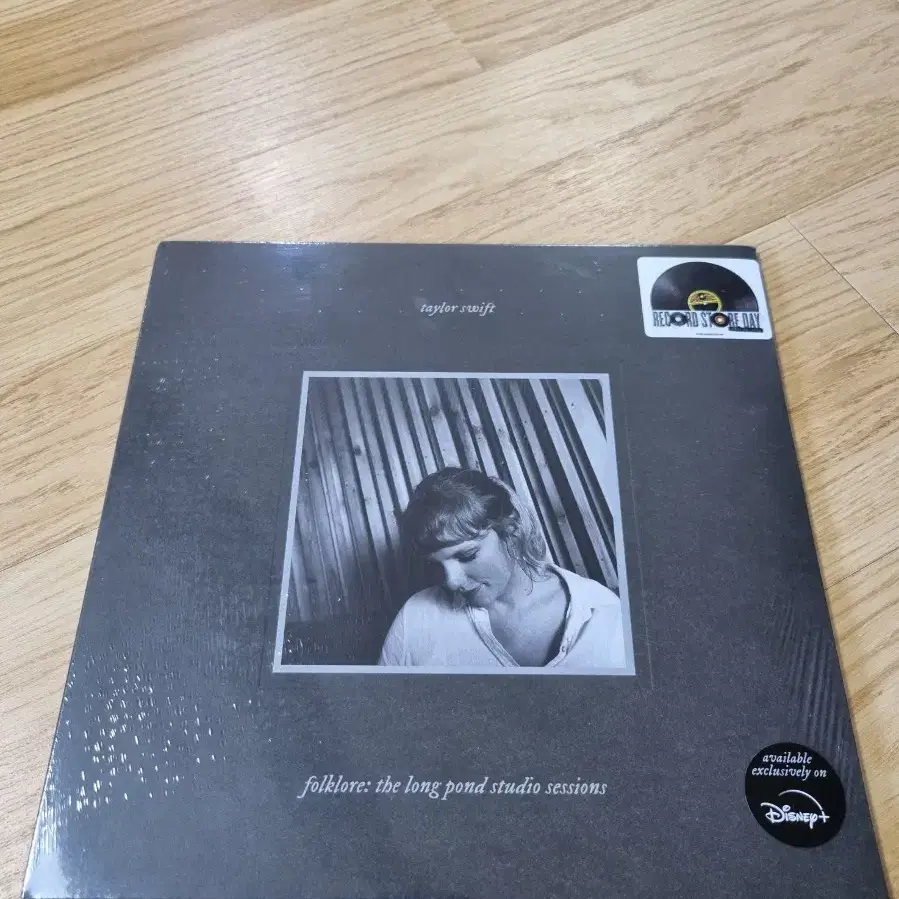 taylor swift
RECORD STORE DAY
folklore: the long pond studio sessions
available
exclusively on
Disney+